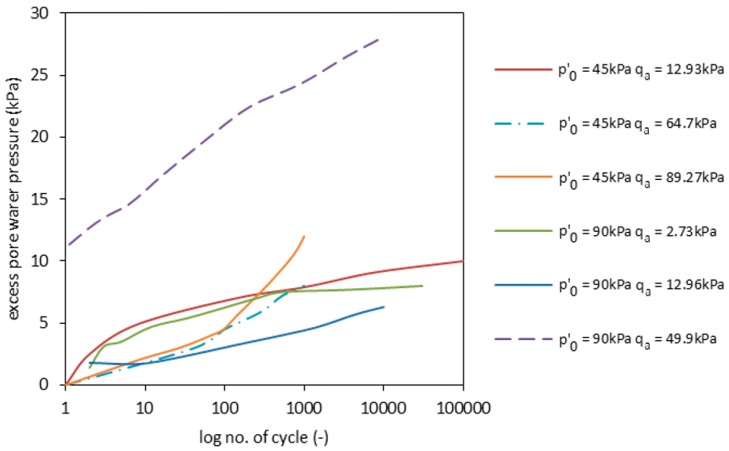 30
25
20
15
10
5
0
excess pore warer pressure (kPa)
1 10 100 1000 10000 100000
log no. of cycle (-)
p'0 = 45kPa qa = 12.93kPa
p'0 = 45kPa qa = 64.7kPa
p'0 = 45kPa qa = 89.27kPa
p'0 = 90kPa qa = 2.73kPa
p'0 = 90kPa qa = 12.96kPa
p'0 = 90kPa qa = 49.9kPa